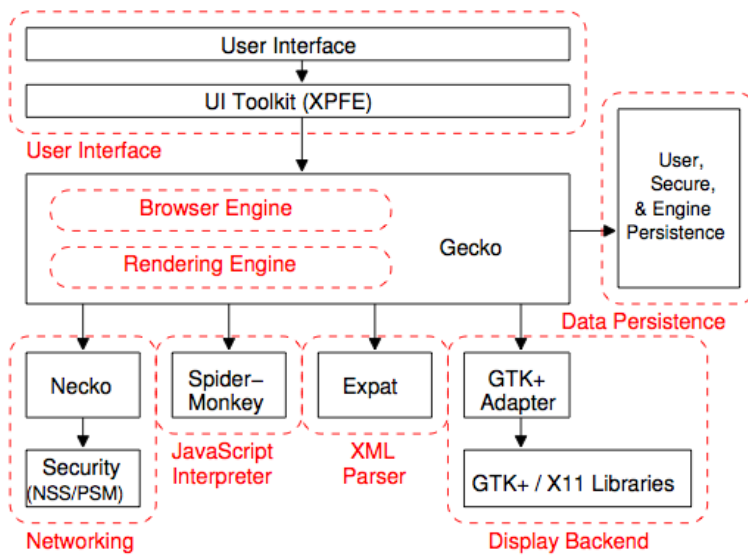 User Interface
UI Toolkit (XPFE)
User Interface
User,
Secure,
& Engine
Persistence
Data Persistence
Browser Engine
Rendering Engine
Gecko
Necko
Security
(NSS/PSM)
Networking
Spider–
Monkey
JavaScript
Interpreter
Expat
XML
Parser
GTK+
Adapter
GTK+ / X11 Libraries
Display Backend